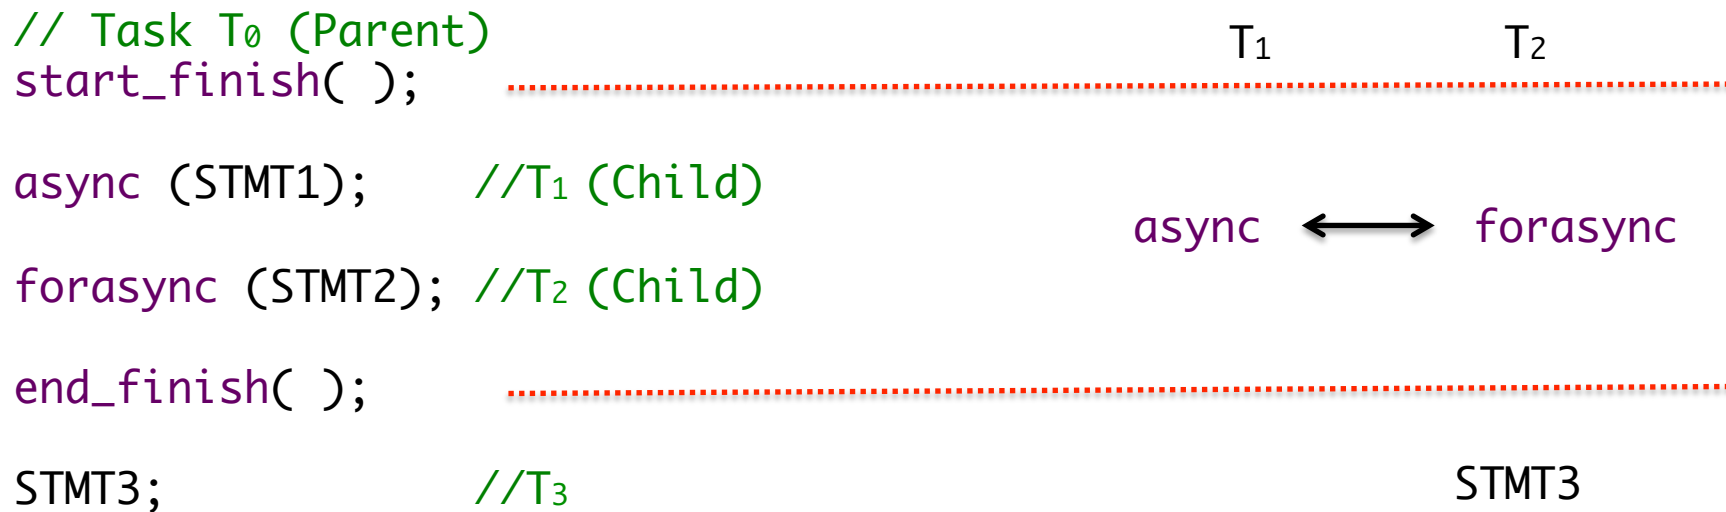 // Task T₀ (Parent)
T₁ T₂
start_finish( );
async (STMT1); //T₁ (Child)
async forasync
forasync (STMT2); //T₂ (Child)
end_finish( );
STMT3; //T₃ STMT3